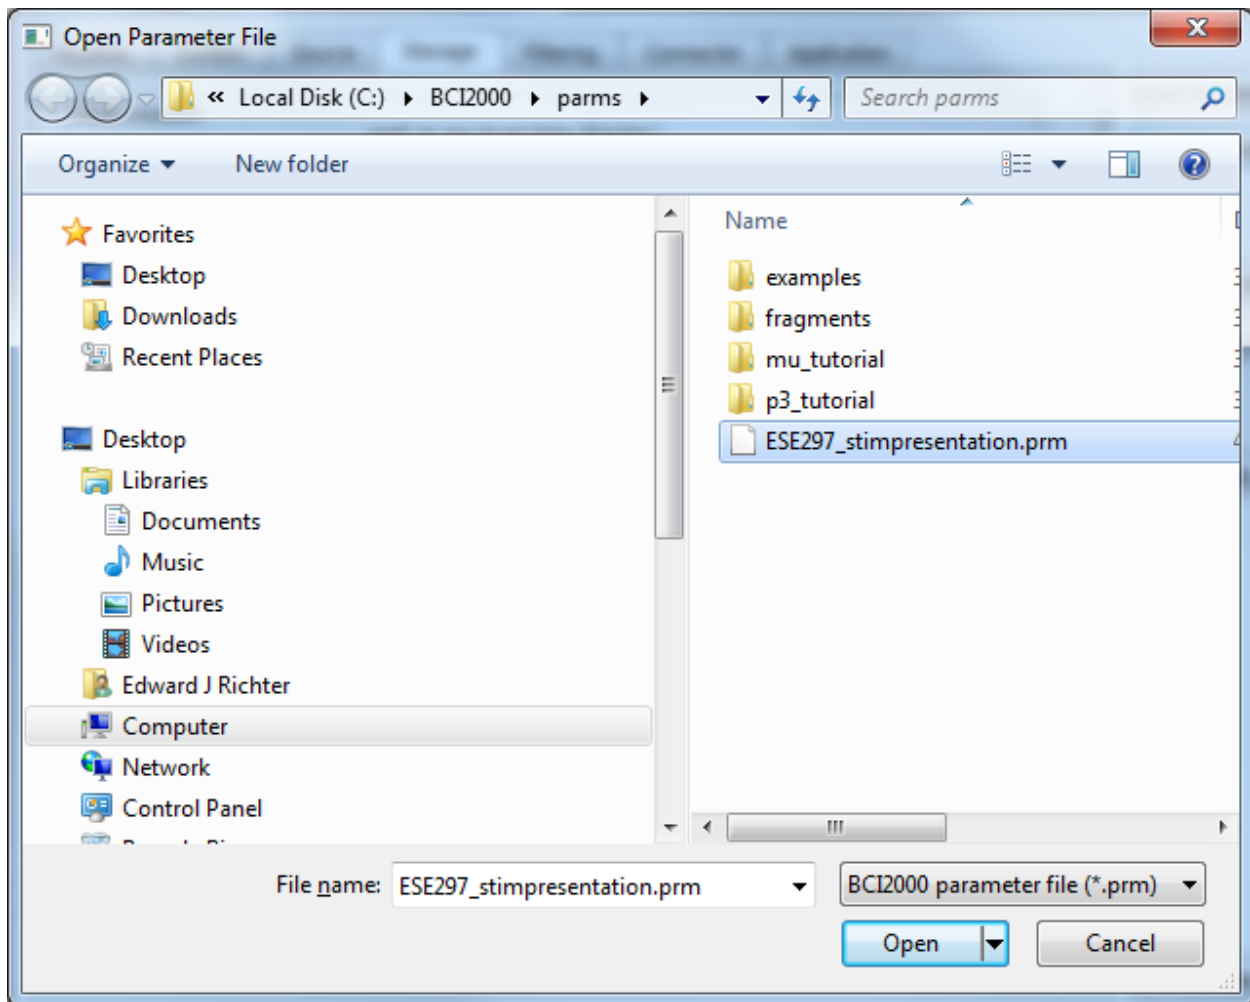 Open Parameter File
« Local Disk (C:) ▸ BCI2000 ▸ parms ▸
Search parms
Organize
New folder
Favorites
Desktop
Downloads
Recent Places
Desktop
Libraries
Documents
Music
Pictures
Videos
Edward J Richter
Computer
Network
Control Panel
Name
examples
fragments
mu_tutorial
p3_tutorial
ESE297_stimpresentation.prm
File name: ESE297_stimpresentation.prm
BCI2000 parameter file (*.prm)
Open
Cancel